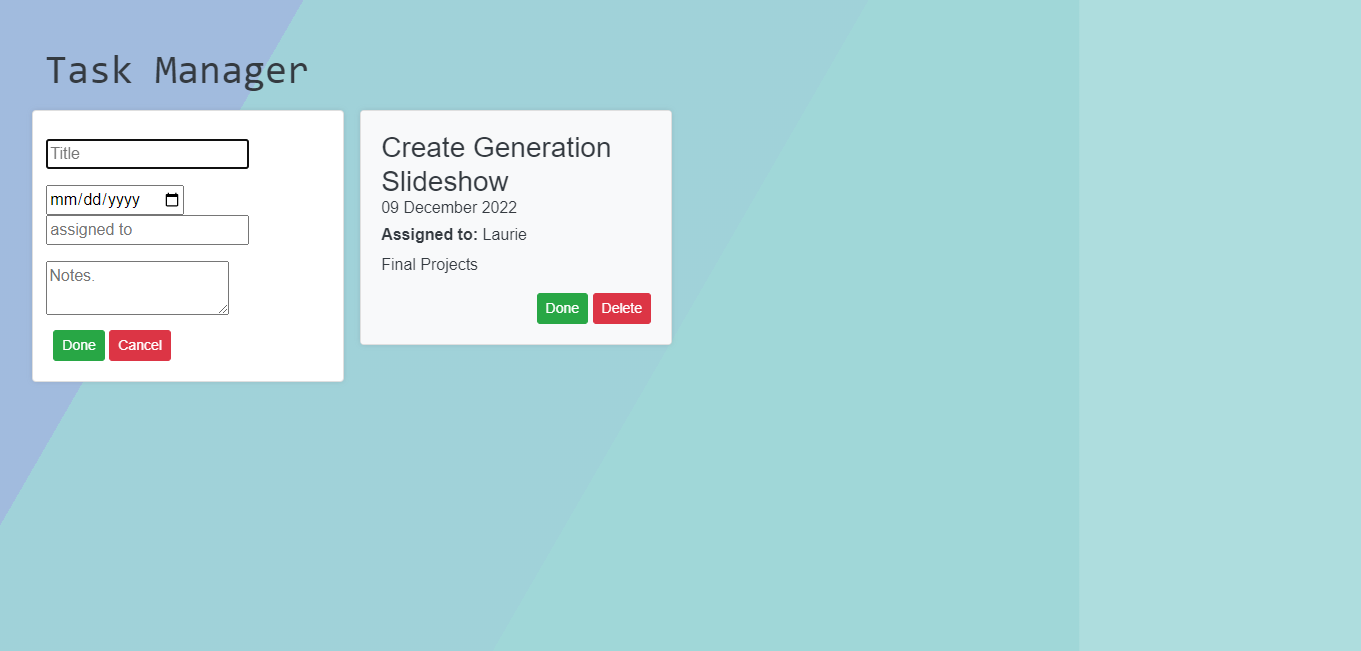 Task Manager
Title
mm/dd/yyyy
assigned to
Notes.
Done Cancel
Create Generation
Slideshow
09 December 2022
Assigned to: Laurie
Final Projects
Done Delete